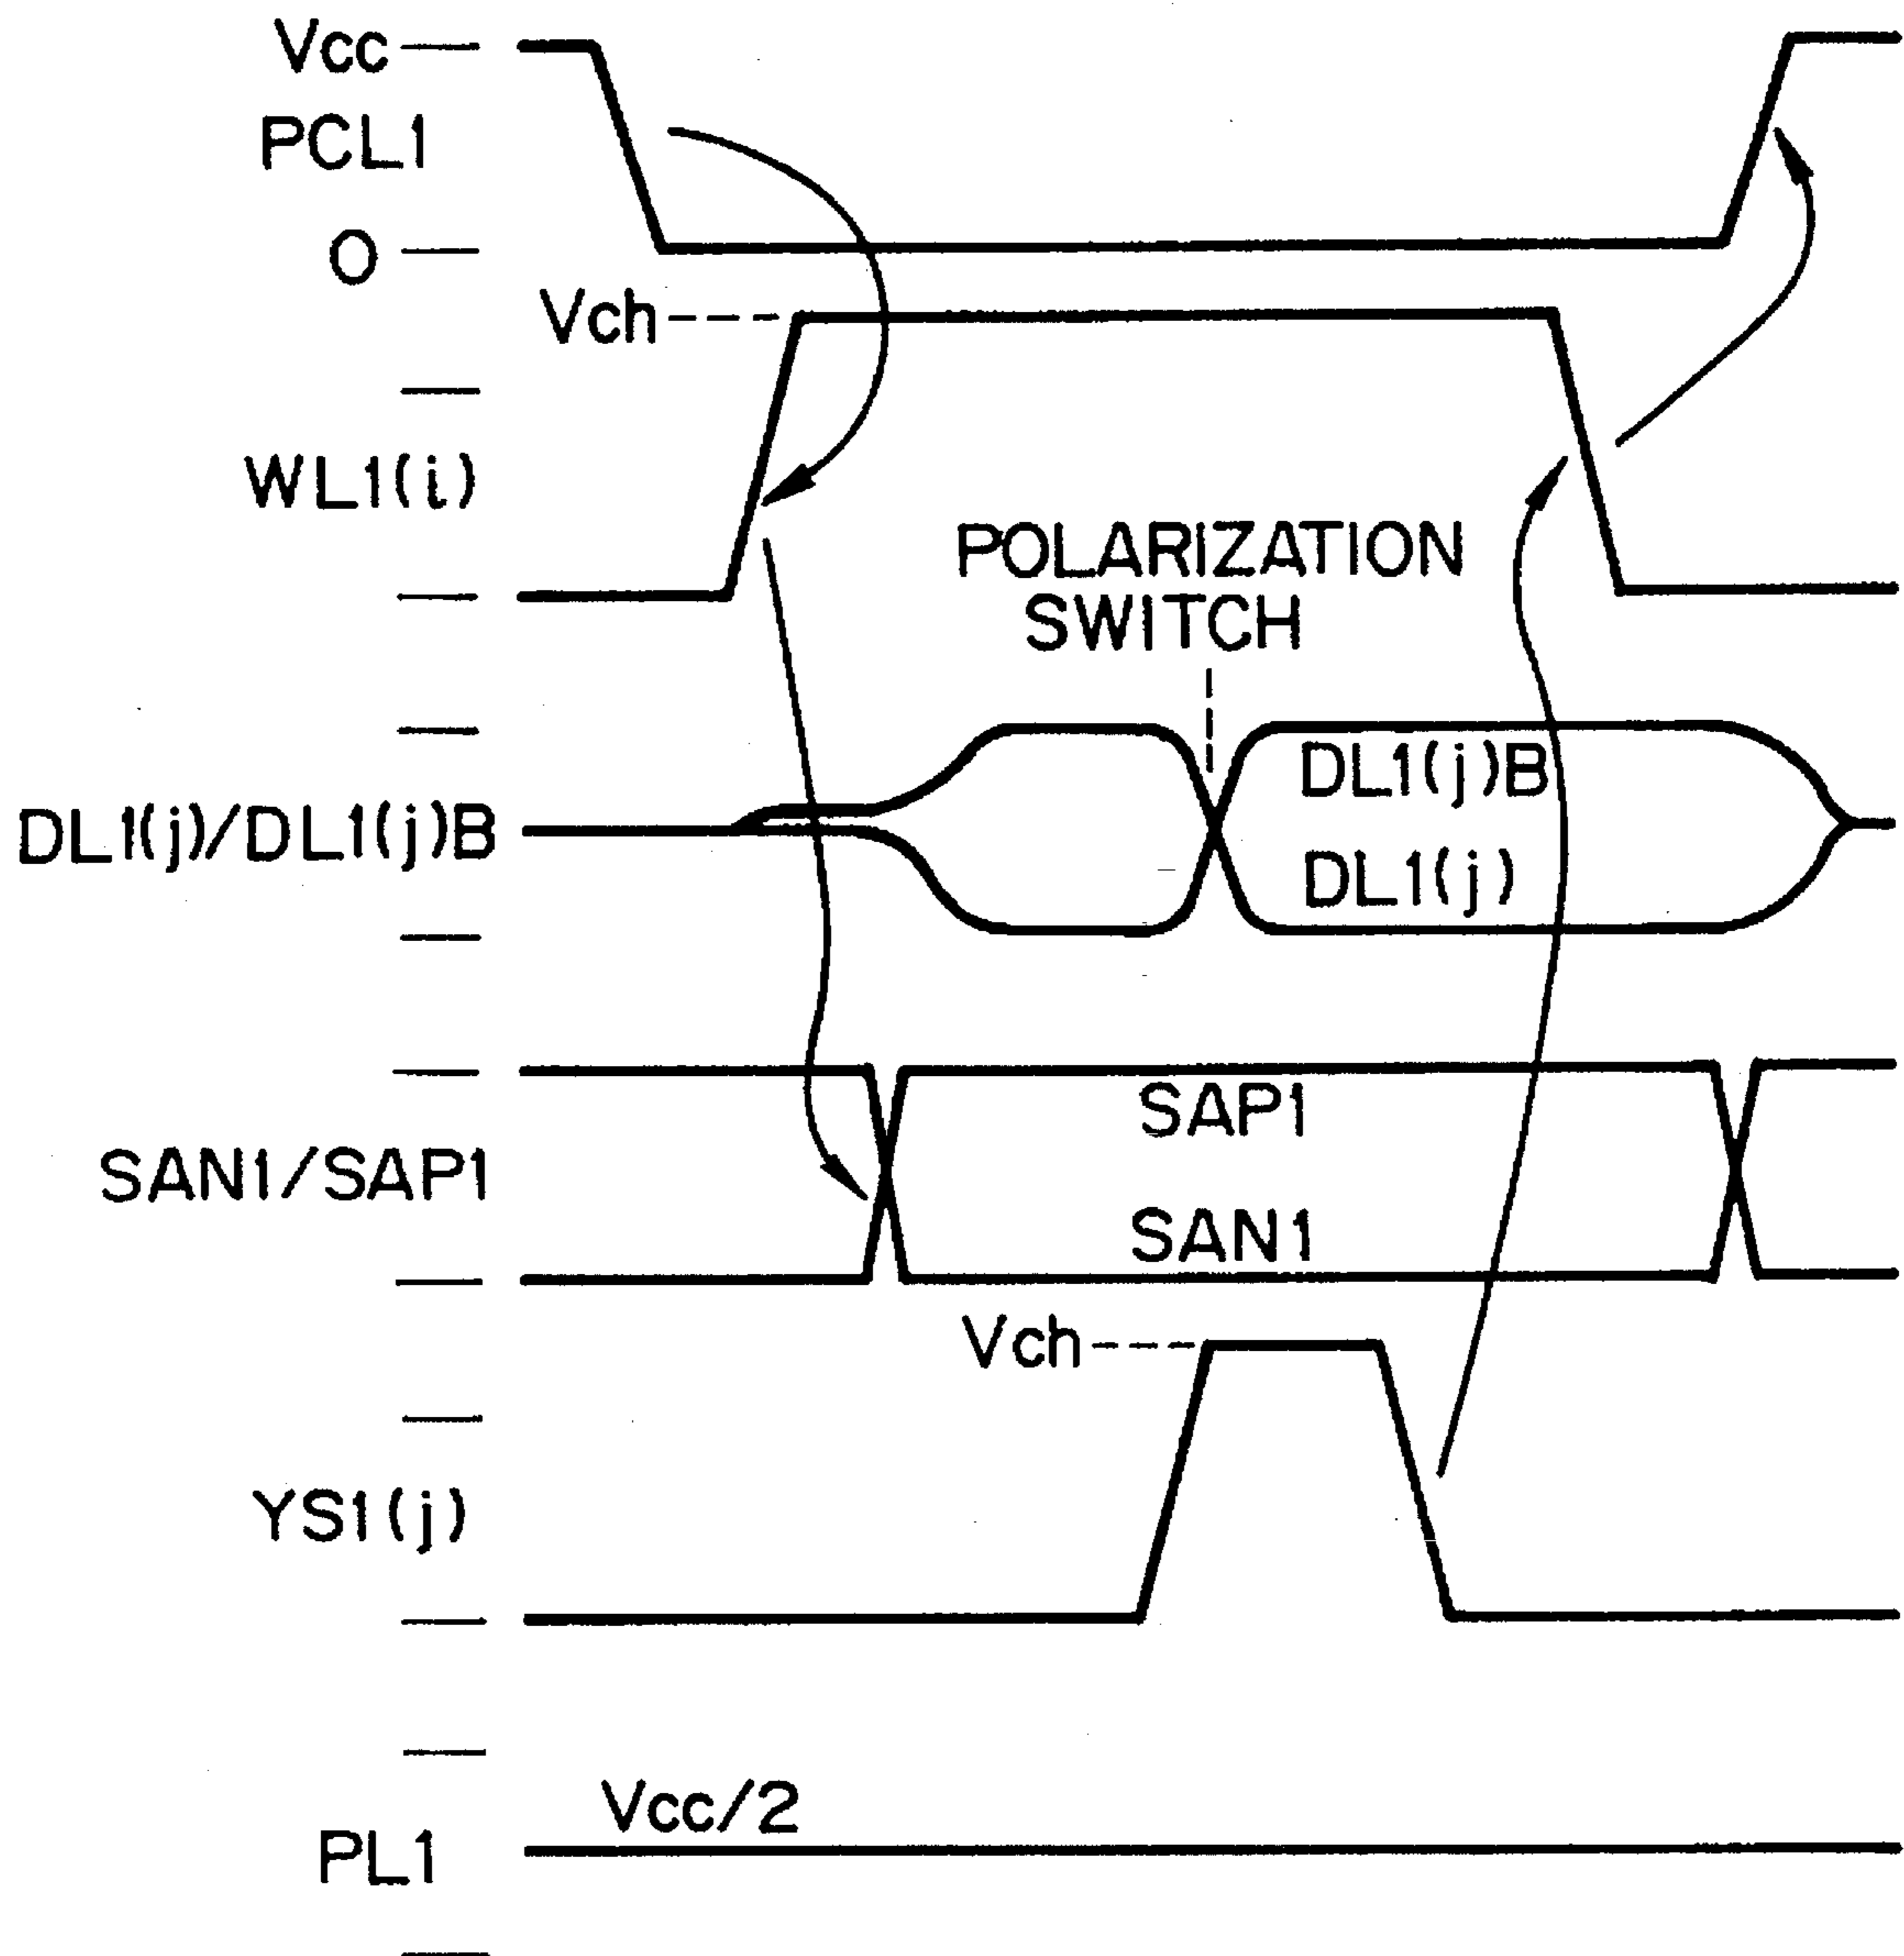 Vcc
PCL1
O
Vch
WL1(i)
POLARIZATION
SWITCH
DL1(j)B
DL1(j)/DL1(j)B
DL1(j)
SAP1
SAN1/SAP1
SAN1
Vch
YS1(j)
Vcc/2
PL1